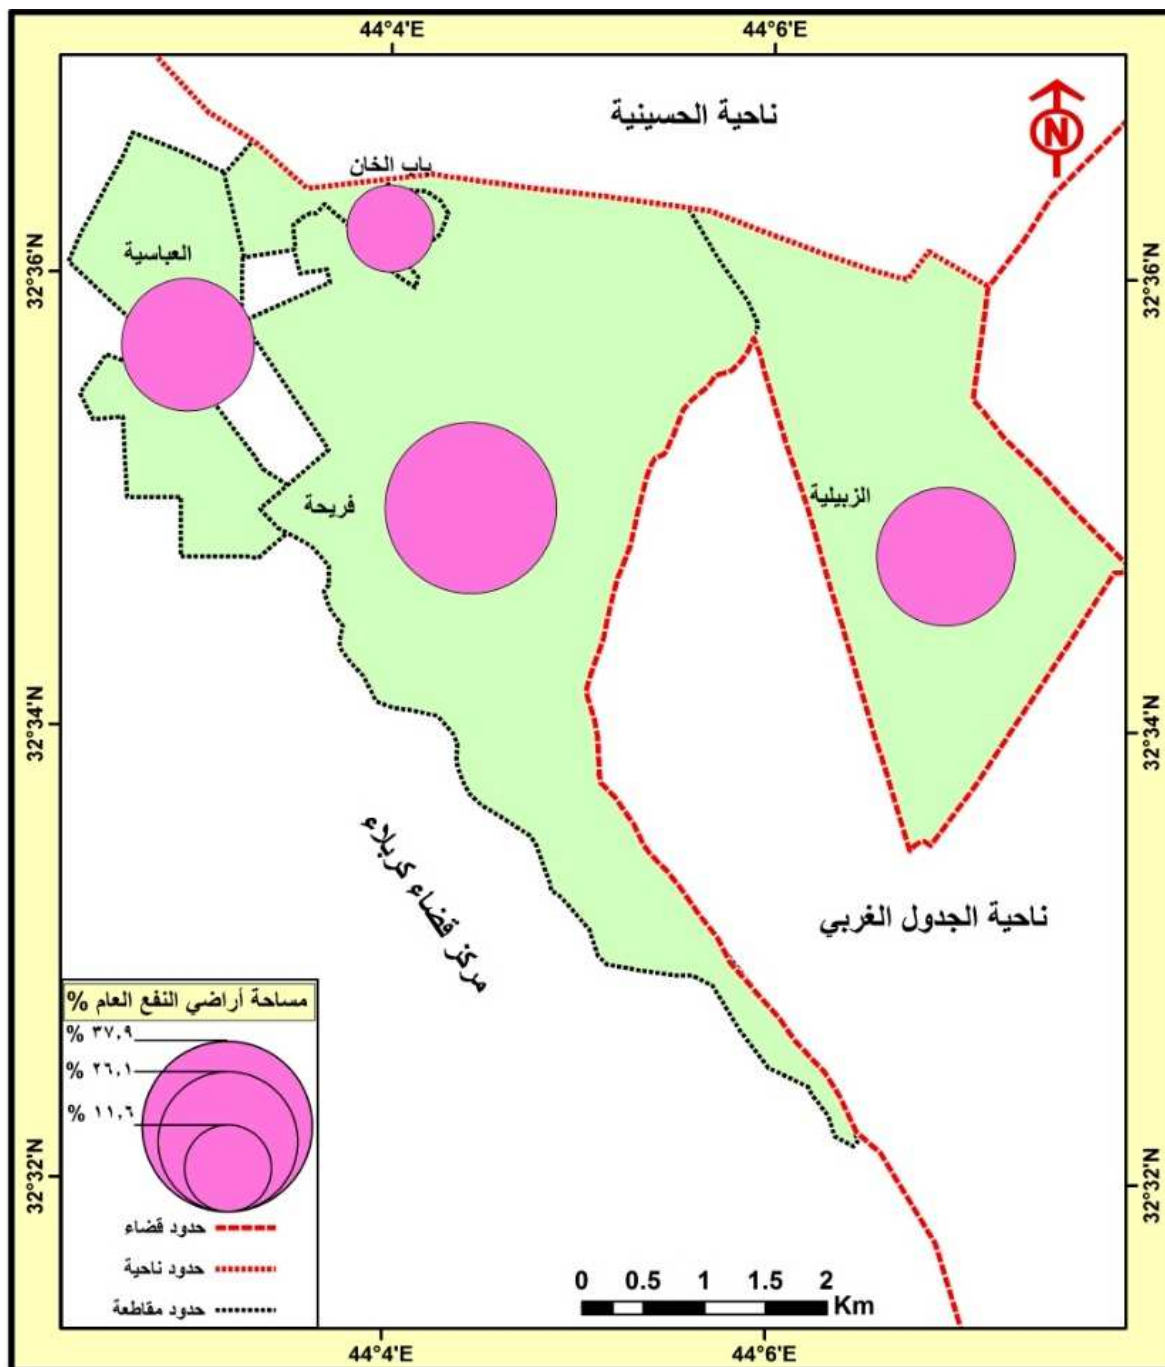 44°4'E
44°6'E
ناحية الحسينية
N
باب الخان
العباسية
32°36'N
32°36'N
الزبيلية
فريحة
32°34'N
32°34'N
مركز قضاء كربلاء
ناحية الجدول الغربي
مساحة أراضي النفع العام %
% ٣٧,٩
% ٢٦,١
% ١١,٦
32°32'N
32°32'N
حدود قضاء
حدود ناحية
حدود مقاطعة
0 0.5 1 1.5 2
Km
44°4'E
44°6'E